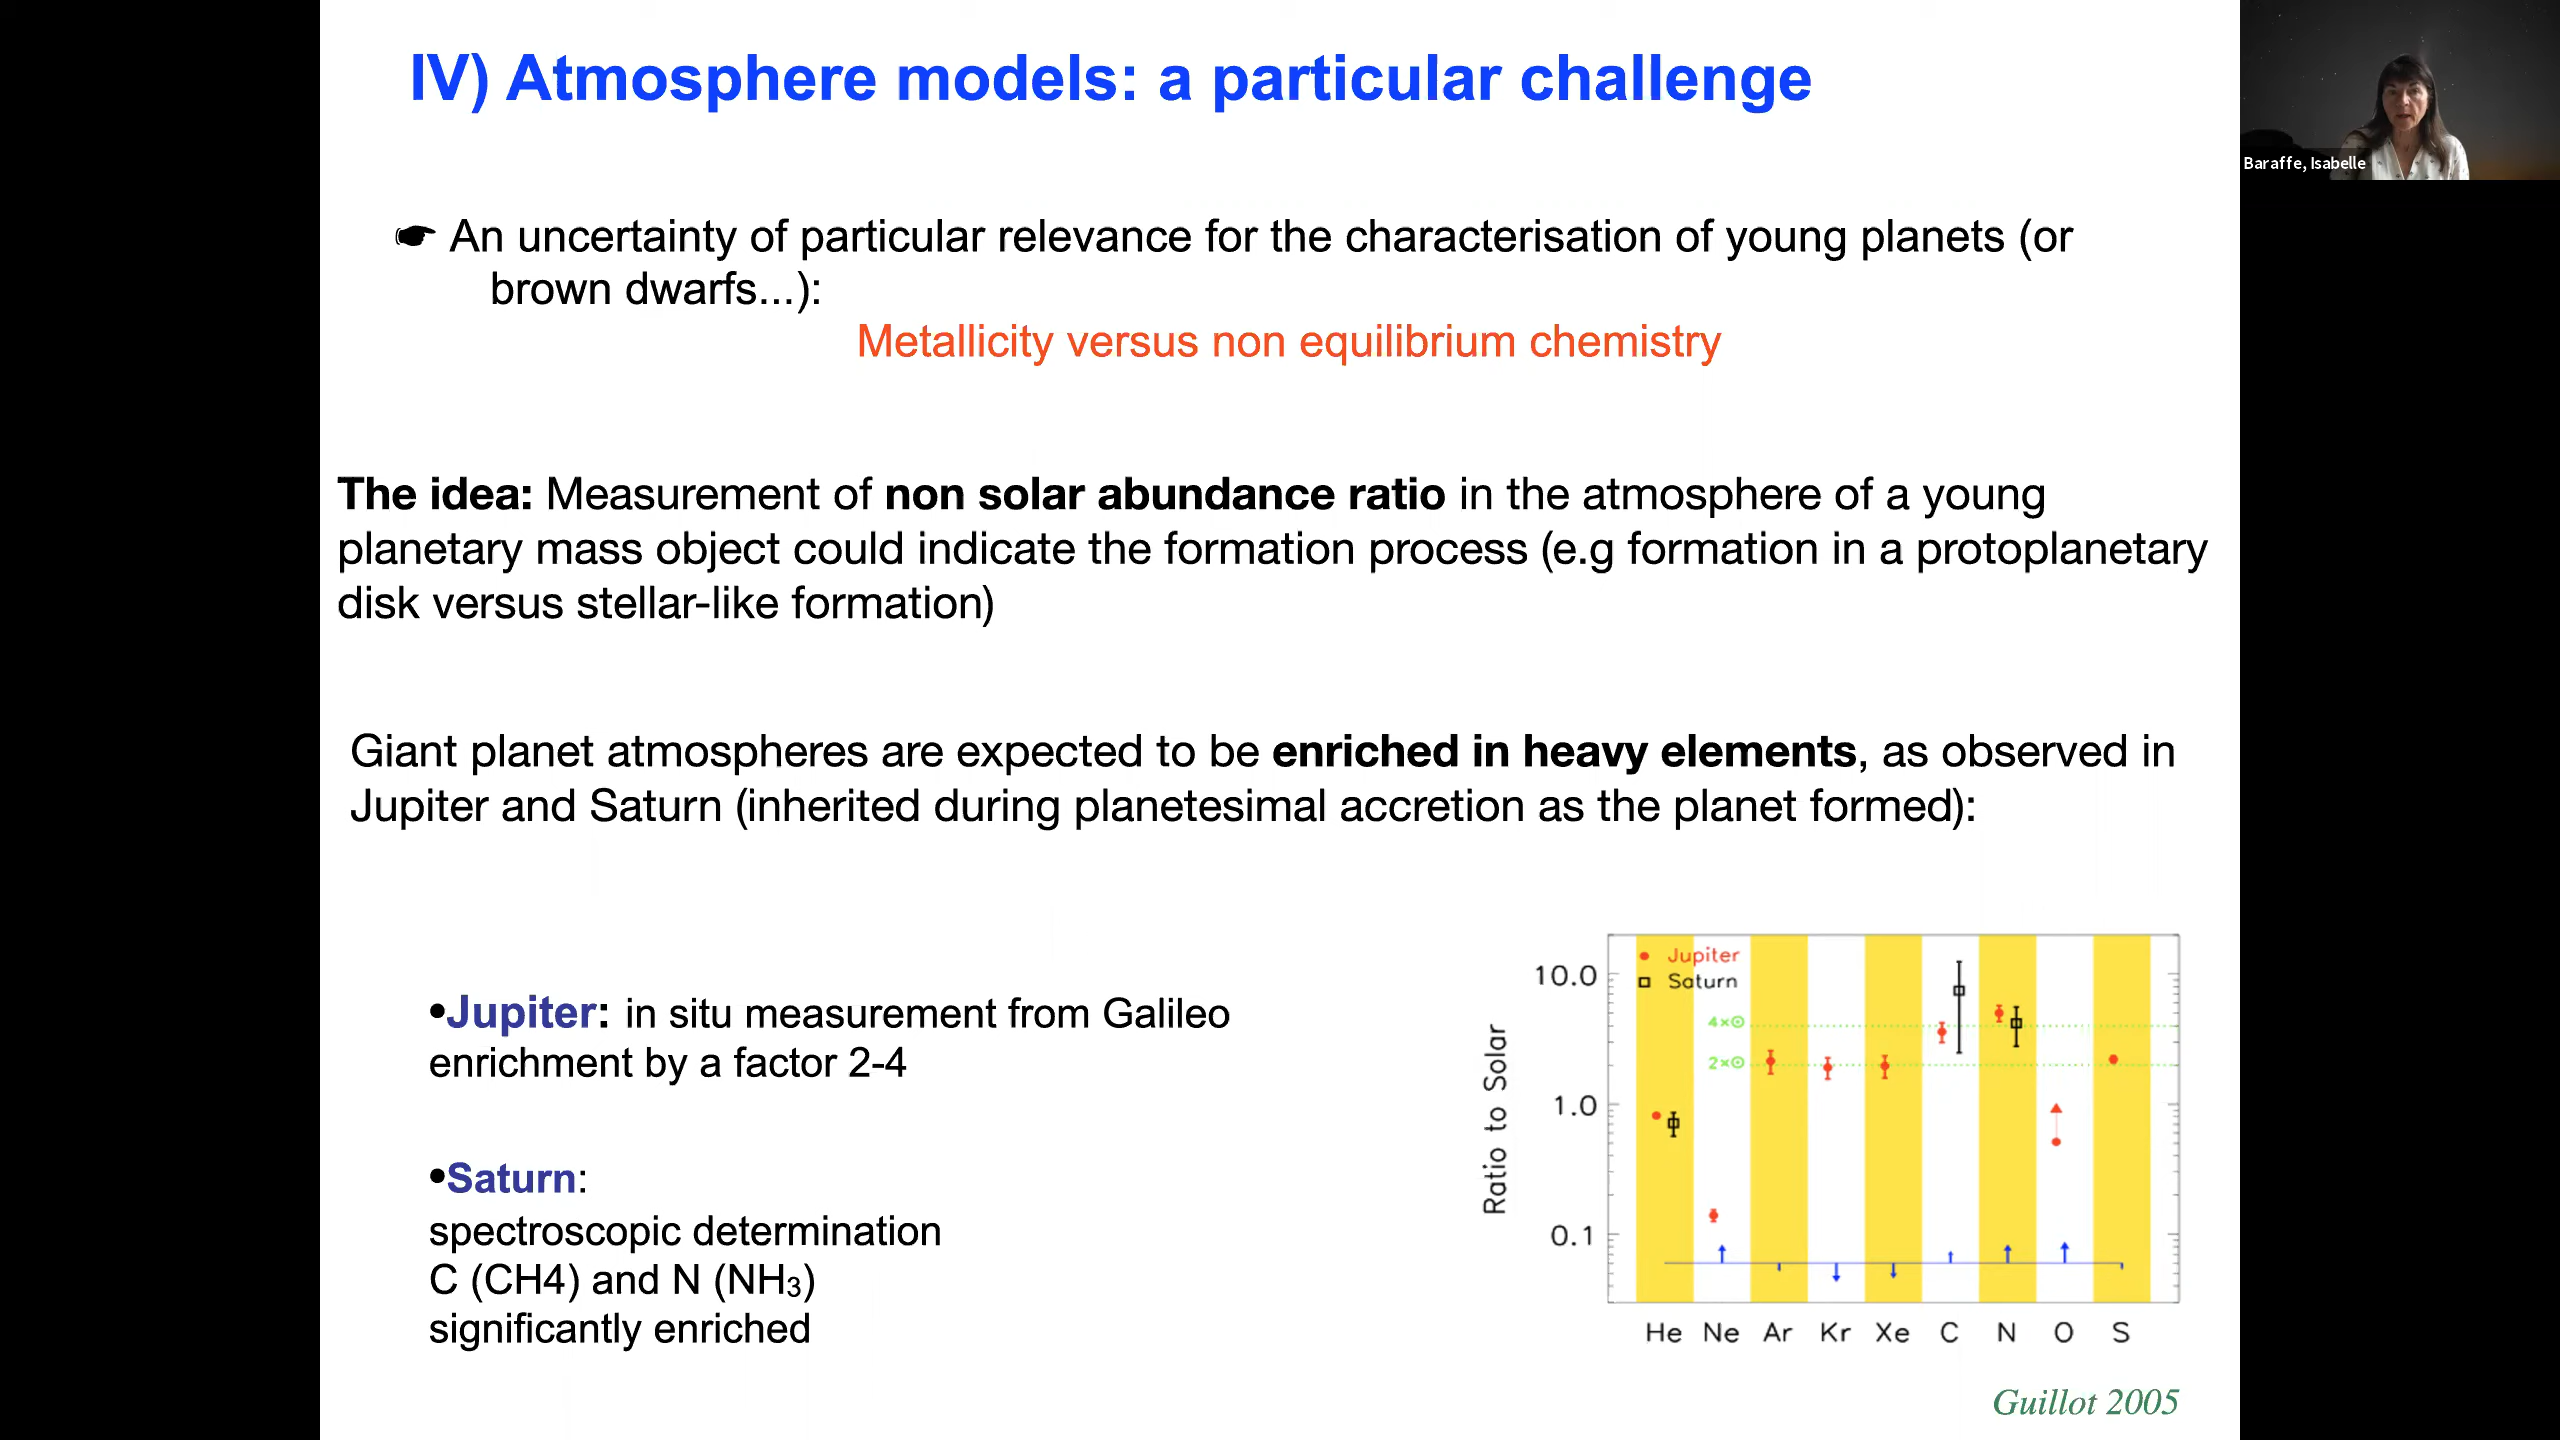 IV) Atmosphere models: a particular challenge
Baraffe, Isabelle
☛ An uncertainty of particular relevance for the characterisation of young planets (or
brown dwarfs...):
Metallicity versus non equilibrium chemistry
The idea: Measurement of non solar abundance ratio in the atmosphere of a young
planetary mass object could indicate the formation process (e.g formation in a protoplanetary
disk versus stellar-like formation)
Giant planet atmospheres are expected to be enriched in heavy elements, as observed in
Jupiter and Saturn (inherited during planetesimal accretion as the planet formed):
•Jupiter: in situ measurement from Galileo
enrichment by a factor 2-4
•Saturn:
spectroscopic determination
C (CH4) and N (NH₃)
significantly enriched
Jupiter
Saturn
10.0
4×⊙
2×⊙
1.0
0.1
Ratio to Solar
He Ne Ar Kr Xe C N O S
Guillot 2005